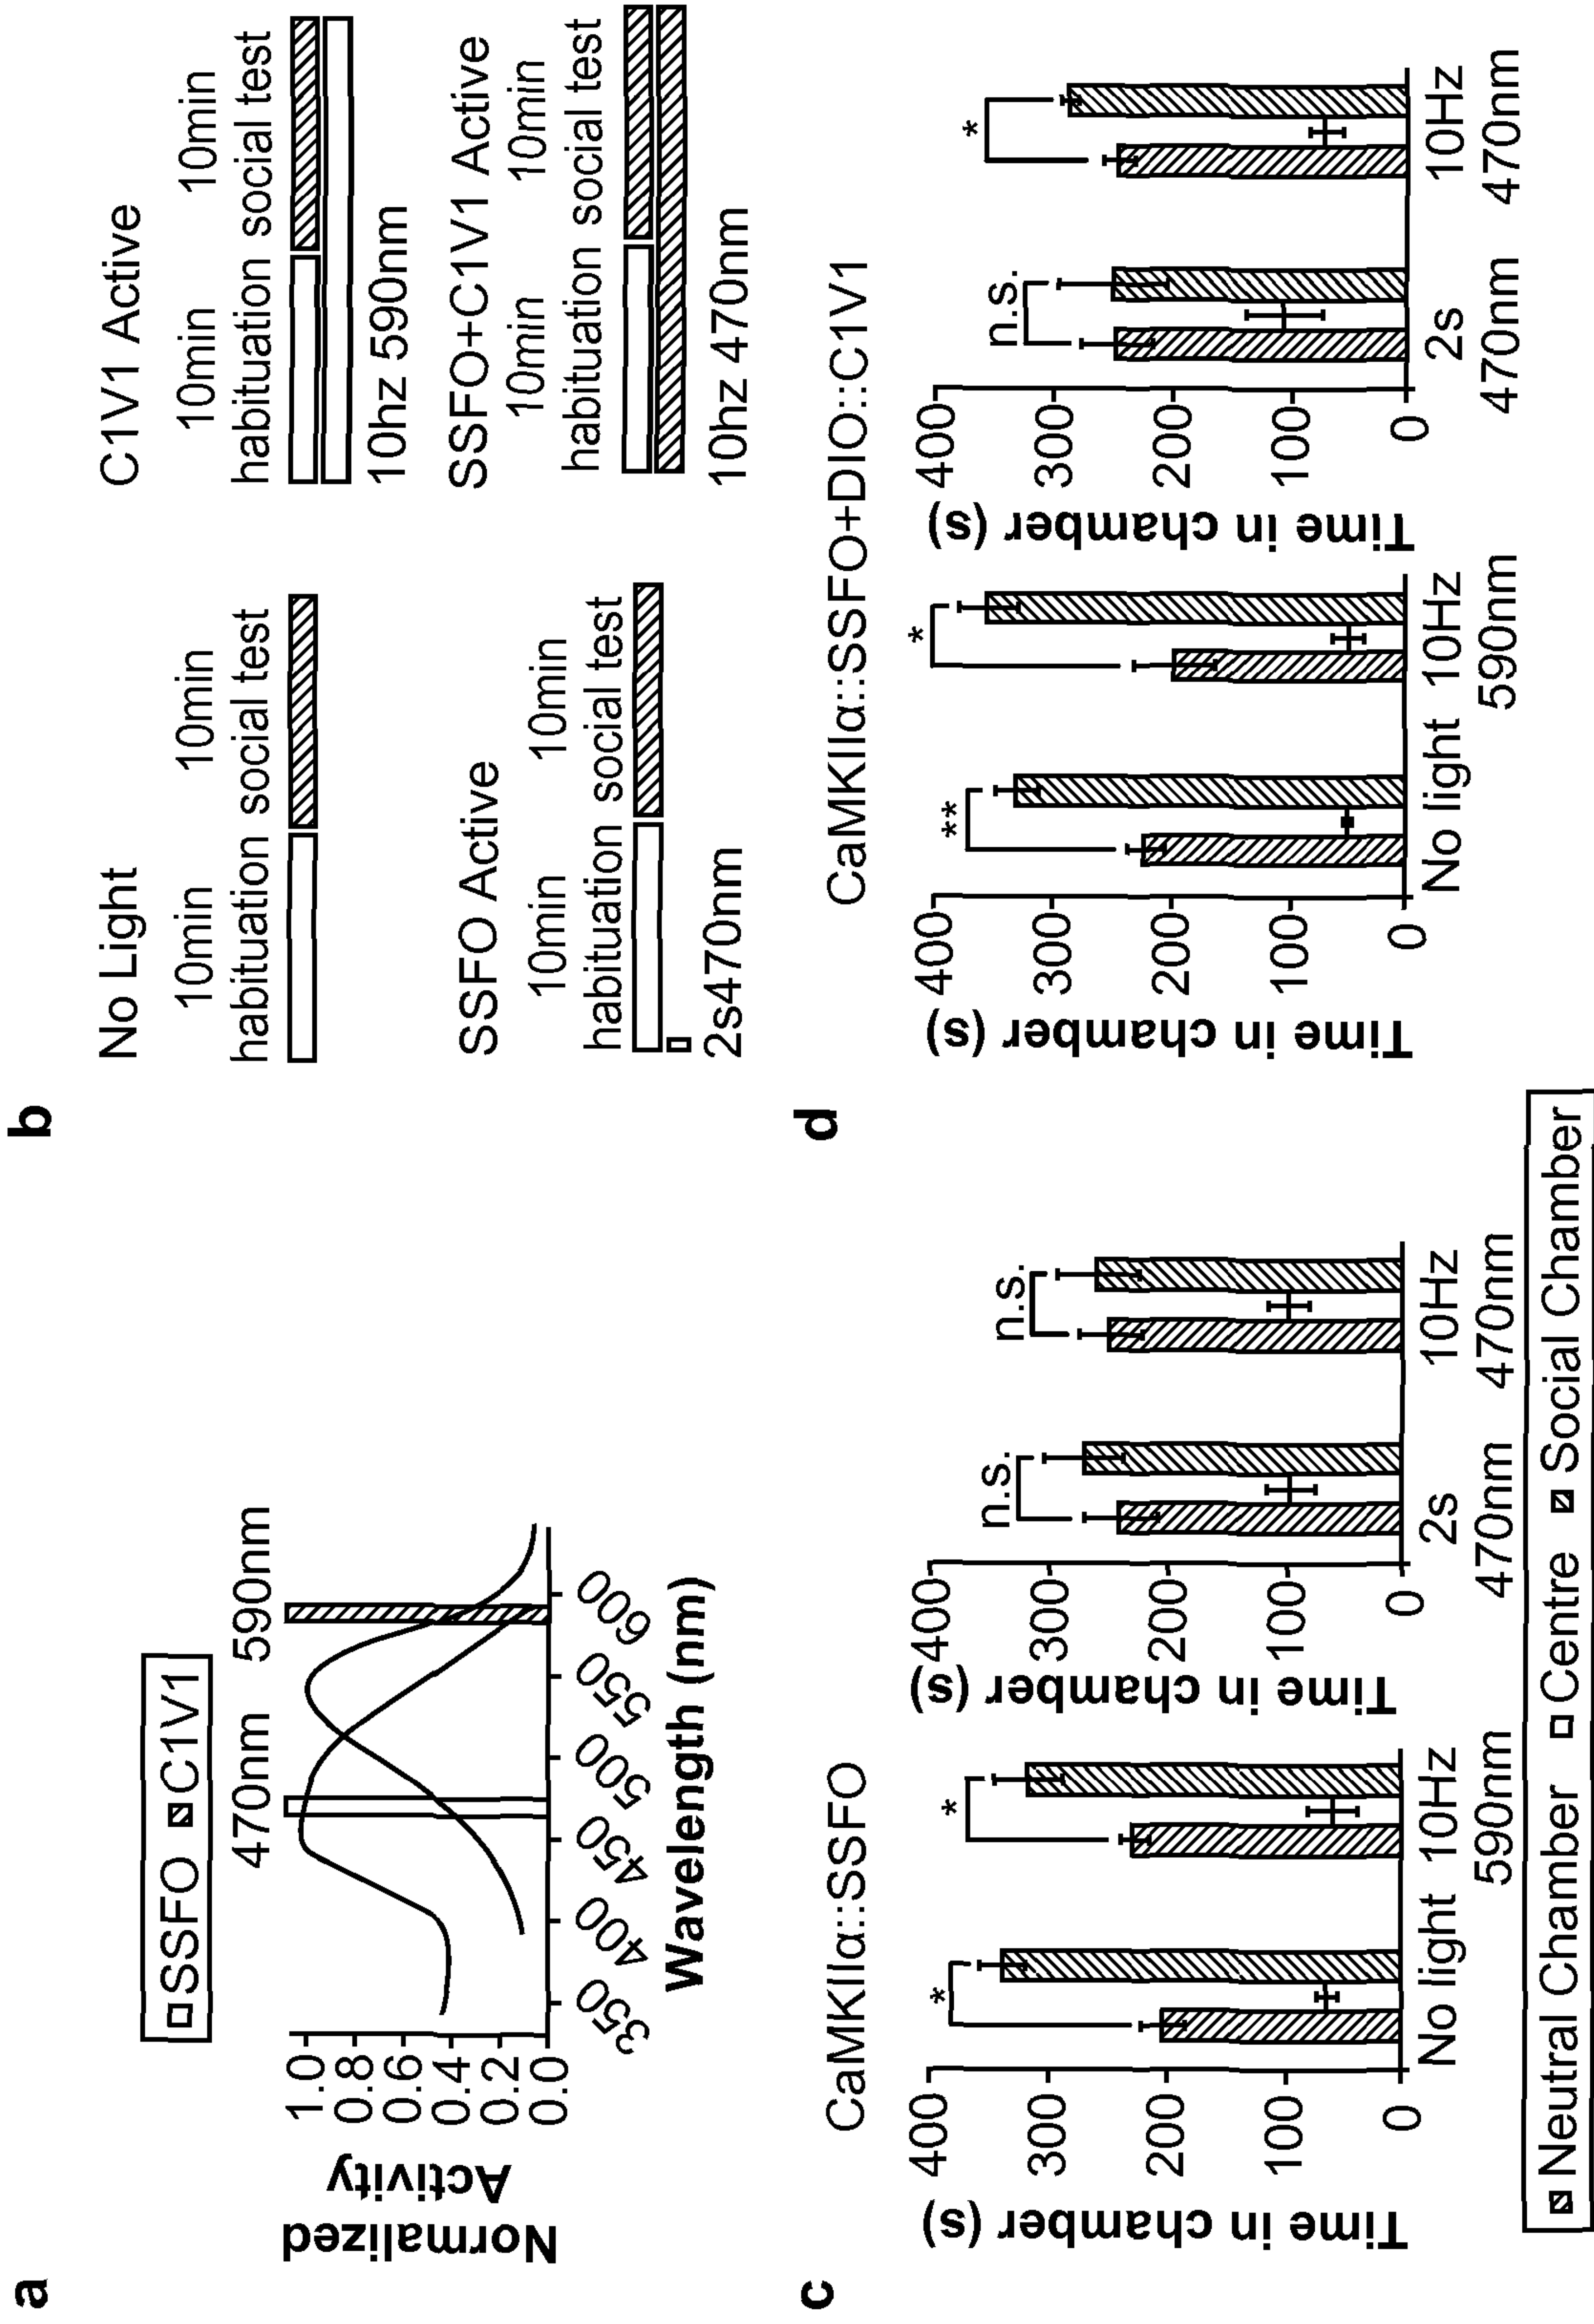 a
SSFO C1V1
470nm 590nm
Normalized
Activity
1.0
0.8
0.6
0.4
0.2
0.0
350 400 450 500 550 600
Wavelength (nm)
b
No Light
10min 10min
habituation social test
C1V1 Active
10min 10min
habituation social test
10hz 590nm
SSFO Active
10min 10min
habituation social test
2s470nm
SSFO+C1V1 Active
10min 10min
habituation social test
10hz 470nm
c
CaMKIIα::SSFO
Time in chamber (s)
400
300
200
100
0
* *
No light 10Hz
590nm
Time in chamber (s)
400
300
200
100
0
n.s. n.s.
2s 10Hz
470nm 470nm
d
CaMKIIα::SSFO+DIO::C1V1
Time in chamber (s)
400
300
200
100
0
** *
No light 10Hz
590nm
Time in chamber (s)
400
300
200
100
0
n.s. *
2s 10Hz
470nm 470nm
Neutral Chamber Centre Social Chamber